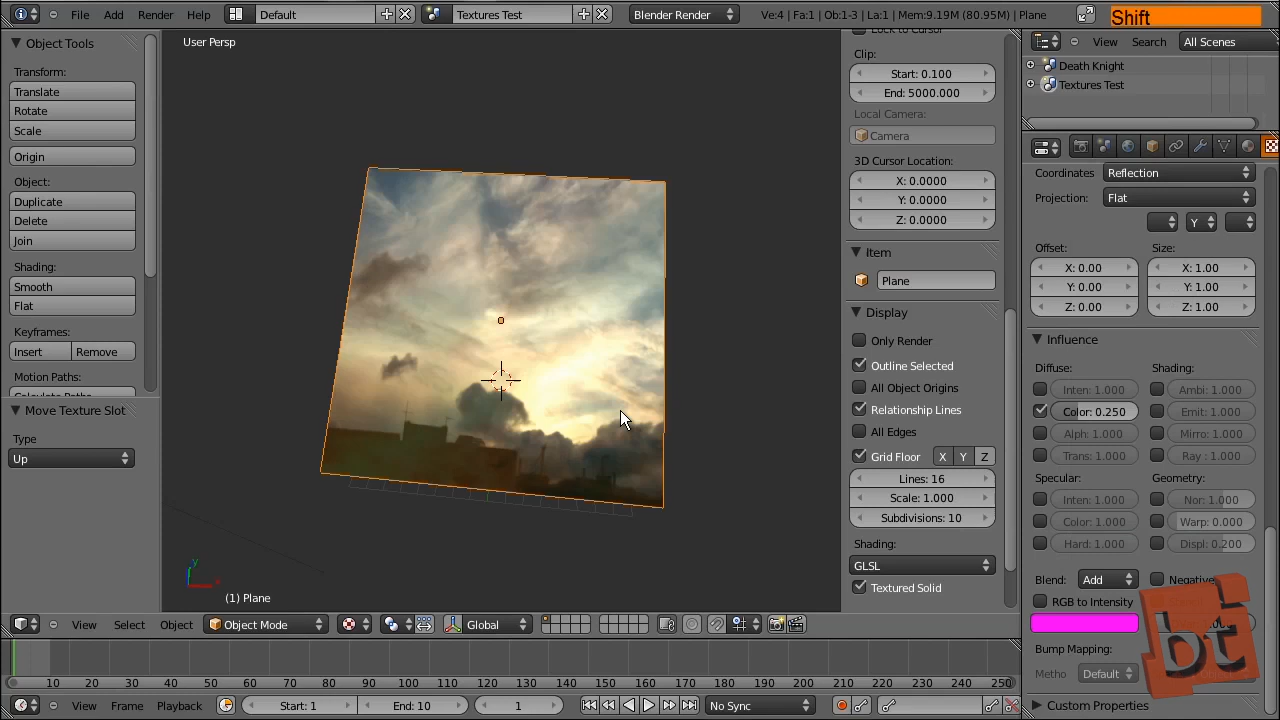 File Add Render Help Default Textures Test Blender Render Ve:4 | Fa:1 | Ob:1-3 | La:1 | Mem:9.19M (80.95M) | Plane Shift
Object Tools
Transform:
Translate
Rotate
Scale
Origin
Object:
Duplicate
Delete
Join
Shading:
Smooth
Flat
Keyframes:
Insert Remove
Motion Paths:
Move Texture Slot
Type
Up
User Persp
y
x
(1) Plane
Lock to Cursor
Clip:
Start: 0.100
End: 5000.000
Local Camera:
Camera
3D Cursor Location:
X: 0.0000
Y: 0.0000
Z: 0.0000
Item
Plane
Display
Only Render
Outline Selected
All Object Origins
Relationship Lines
All Edges
Grid Floor X Y Z
Lines: 16
Scale: 1.000
Subdivisions: 10
Shading:
GLSL
Textured Solid
View Search All Scenes
Death Knight
Textures Test
Coordinates Reflection
Projection: Flat
Y
Offset: Size:
X: 0.00 X: 1.00
Y: 0.00 Y: 1.00
Z: 0.00 Z: 1.00
Influence
Diffuse: Shading:
Inten: 1.000 Ambi: 1.000
Color: 0.250 Emit: 1.000
Alph: 1.000 Mirro: 1.000
Trans: 1.000 Ray : 1.000
Specular: Geometry:
Inten: 1.000 Nor: 1.000
Color: 1.000 Warp: 0.000
Hard: 1.000 Displ: 0.200
Blend: Add Negative
RGB to Intensity
Bump Mapping:
Metho Default
Custom Properties
bt
View Select Object Object Mode Global
10 20 30 40 50 60 70 80 90 100 110 120 130 140 150 160 170 180 190 200 210 220 230 240 250
View Frame Playback Start: End: 10 1 No Sync